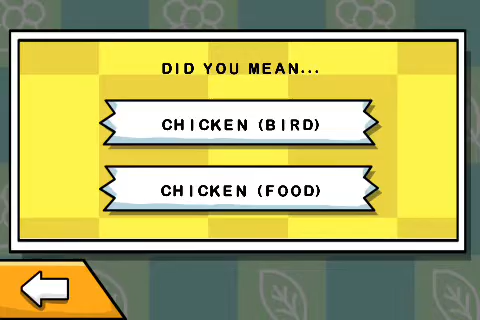 DID YOU MEAN...
CHICKEN (BIRD)
CHICKEN (FOOD)